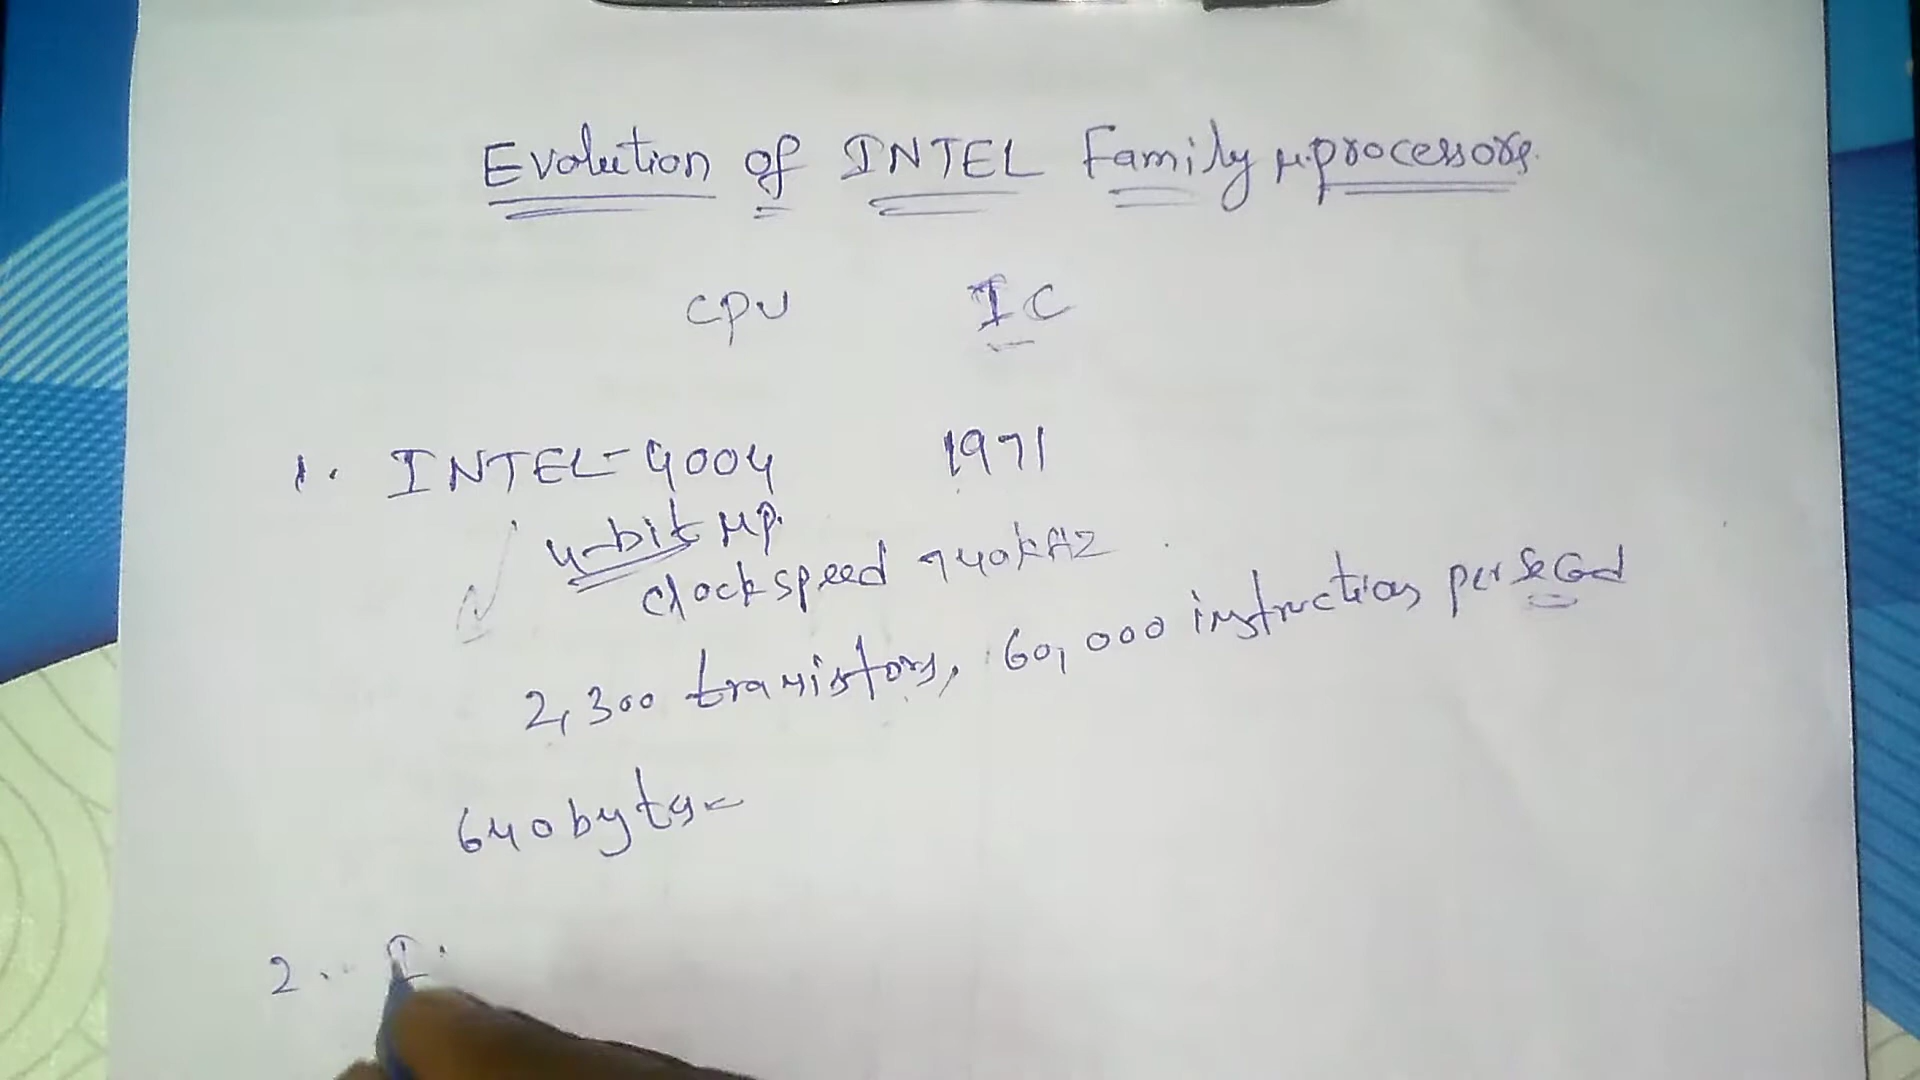 Evolution of INTEL Family μprocessors.
CPU IC
1. INTEL-4004 1971
4-bit μp.
clock speed 740kHz
2,300 transistors, 60,000 instructions per second
640 bytes
2. I